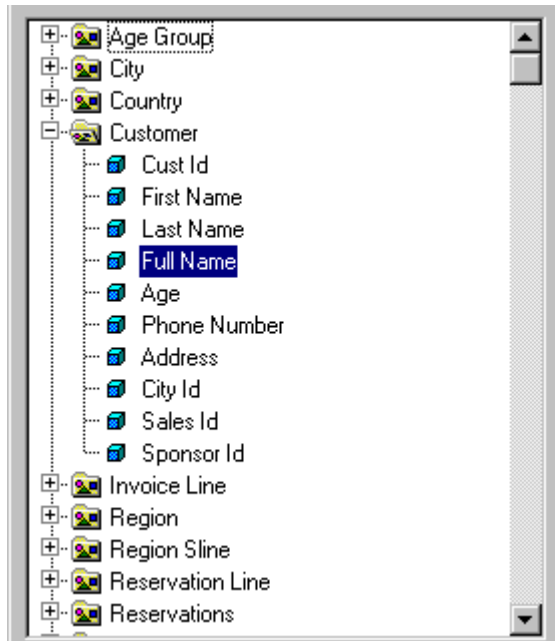 Age Group
City
Country
Customer
Cust Id
First Name
Last Name
Full Name
Age
Phone Number
Address
City Id
Sales Id
Sponsor Id
Invoice Line
Region
Region Sline
Reservation Line
Reservations